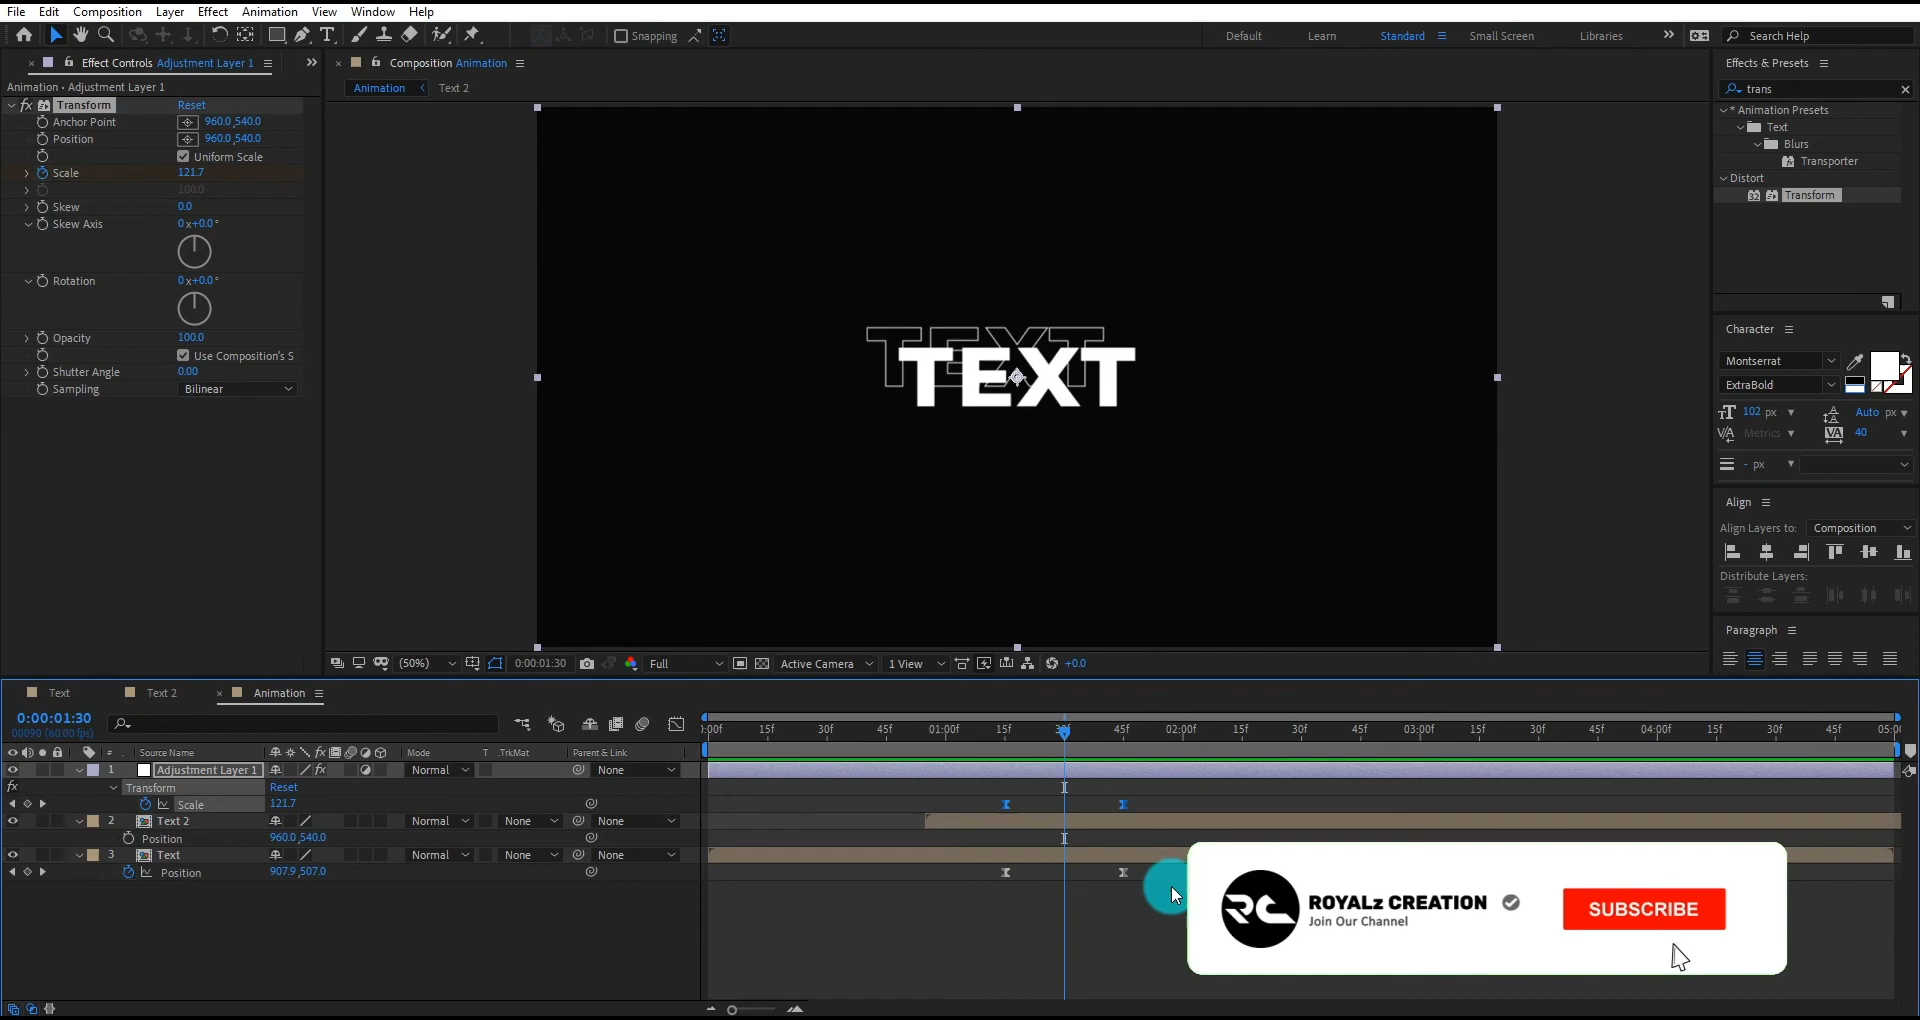 File Edit Composition Layer Effect Animation View Window Help
Snapping Default Learn Standard Small Screen Libraries Search Help
Effect Controls Adjustment Layer 1
Composition Animation
Effects & Presets
Animation • Adjustment Layer 1
Animation Text 2
trans
fx Transform Reset
Anchor Point 960.0,540.0
Position 960.0,540.0
Uniform Scale
Scale 121.7
100.0
Skew 0.0
Skew Axis 0x+0.0°
Rotation 0x+0.0°
Opacity 100.0
Use Composition's S
Shutter Angle 0.00
Sampling Bilinear
* Animation Presets
Text
Blurs
Transporter
Distort
32 Transform
TEXT
TEXT
Character
Montserrat
ExtraBold
102 px Auto px
Metrics 40
- px
Align
Align Layers to: Composition
Distribute Layers:
Paragraph
(50%) 0:00:01:30 Full Active Camera 1 View +0.0
Text Text 2 Animation
0:00:01:30
00090 (60.00 fps)
:00f 15f 30f 45f 01:00f 15f 30f 45f 02:00f 15f 30f 45f 03:00f 15f 30f 45f 04:00f 15f 30f 45f 05:00
# Source Name fx Mode T .TrkMat Parent & Link
1 Adjustment Layer 1 fx Normal None
fx Transform Reset
Scale 121.7
2 Text 2 Normal None None
Position 960.0,540.0
3 Text Normal None None
Position 907.9,507.0
RC ROYALz CREATION
Join Our Channel
SUBSCRIBE